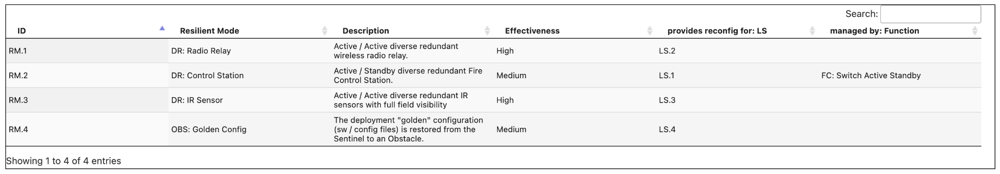 Search:
ID Resilient Mode Description Effectiveness provides reconfig for: LS managed by: Function
RM.1 DR: Radio Relay Active / Active diverse redundant wireless radio relay. High LS.2
RM.2 DR: Control Station Active / Standby diverse redundant Fire Control Station. Medium LS.1 FC: Switch Active Standby
RM.3 DR: IR Sensor Active / Active diverse redundant IR sensors with full field visibility High LS.3
RM.4 OBS: Golden Config The deployment "golden" configuration (sw / config files) is restored from the Sentinel to an Obstacle. Medium LS.4
Showing 1 to 4 of 4 entries